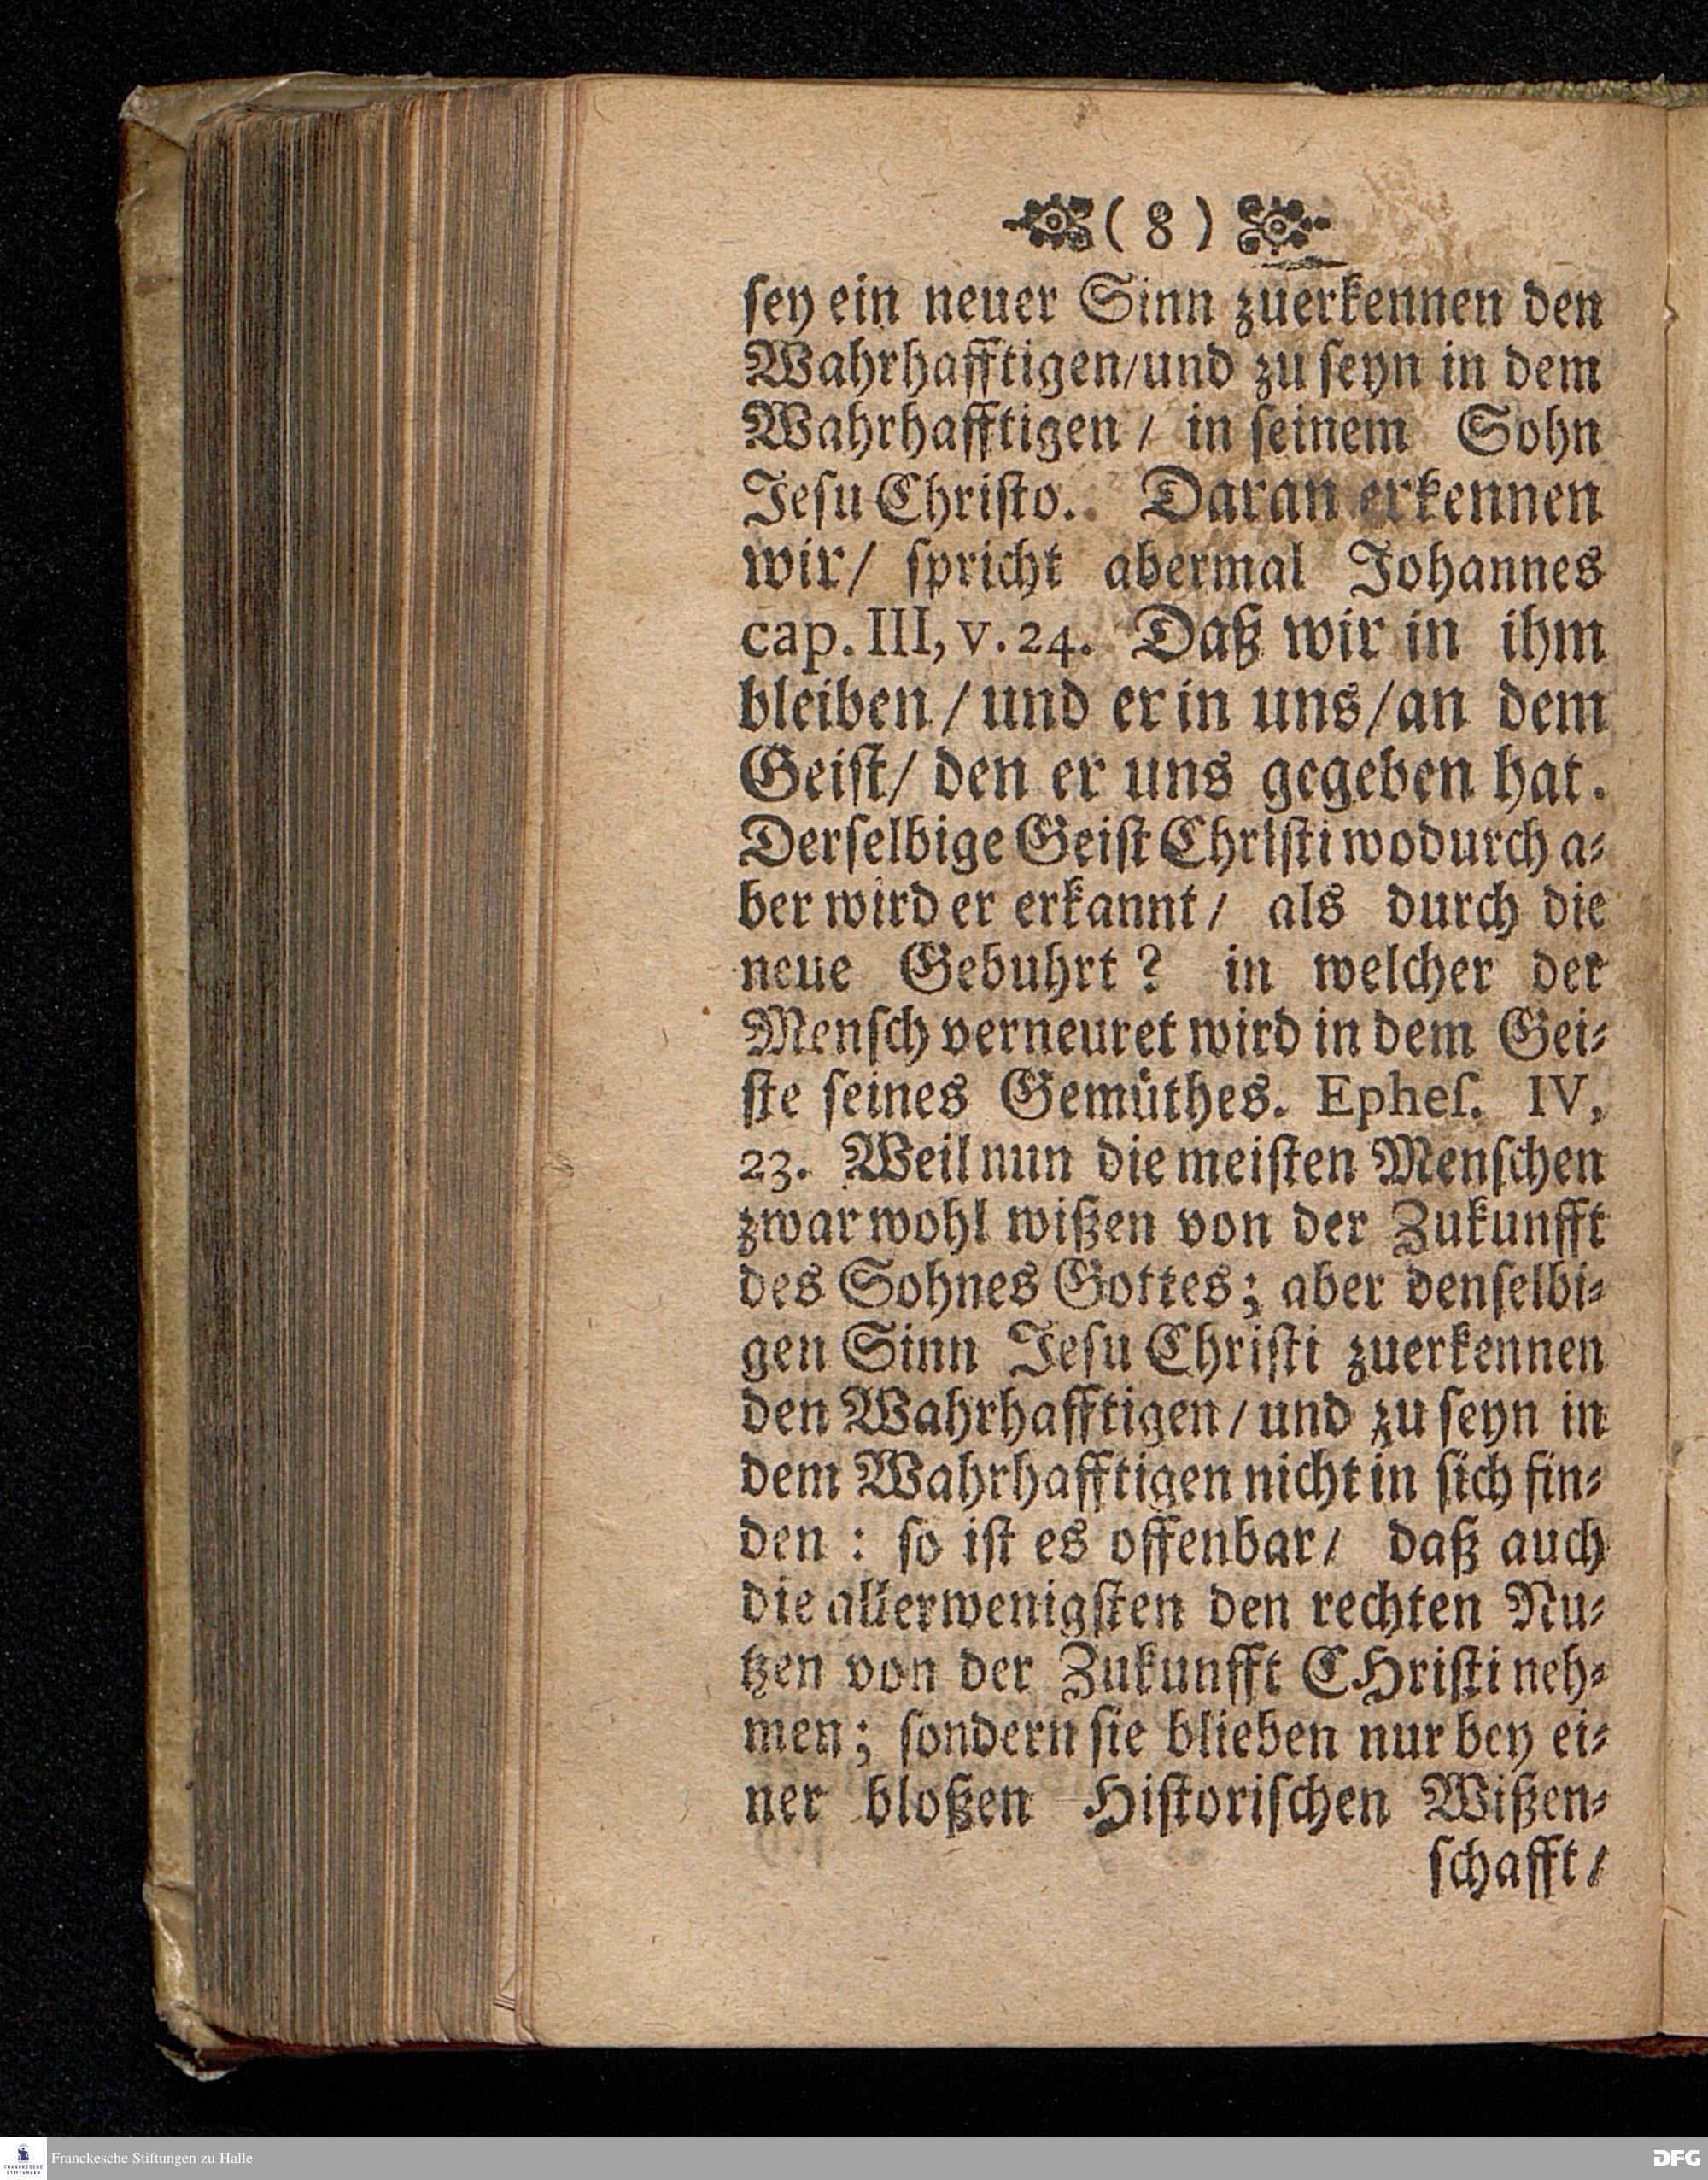 ( 8 )
ſey ein neuer Sinn zuerkennen den
Wahrhafftigen/und zu ſeyn in dem
Wahrhafftigen / in ſeinem Sohn
Jeſu Chriſto. Daran erkennen
wir/ ſpricht abermal Johannes
cap. III, v. 24. Daß wir in ihm
bleiben / und er in uns/an dem
Geiſt/ den er uns gegeben hat.
Derſelbige Geiſt Chriſti wodurch a⸗
ber wird er erkannt / als durch die
neue Gebuhrt? in welcher der
Menſch verneuret wird in dem Gei⸗
ſte ſeines Gemuͤthes. Epheſ. IV,
23. Weil nun die meiſten Menſchen
zwar wohl wißen von der Zukunfft
des Sohnes Gottes; aber denſelbi⸗
gen Sinn Jeſu Chriſti zuerkennen
den Wahrhafftigen / und zu ſeyn in
dem Wahrhafftigen nicht in ſich fin⸗
den : ſo iſt es offenbar/ daß auch
die allerwenigſten den rechten Nu⸗
tzen von der Zukunfft CHriſti neh⸗
men; ſondern ſie blieben nur bey ei⸗
ner bloßen Hiſtoriſchen Wißen⸗
ſchafft/
FRANCKESCHE
STIFTUNGEN
Franckesche Stiftungen zu Halle
DFG